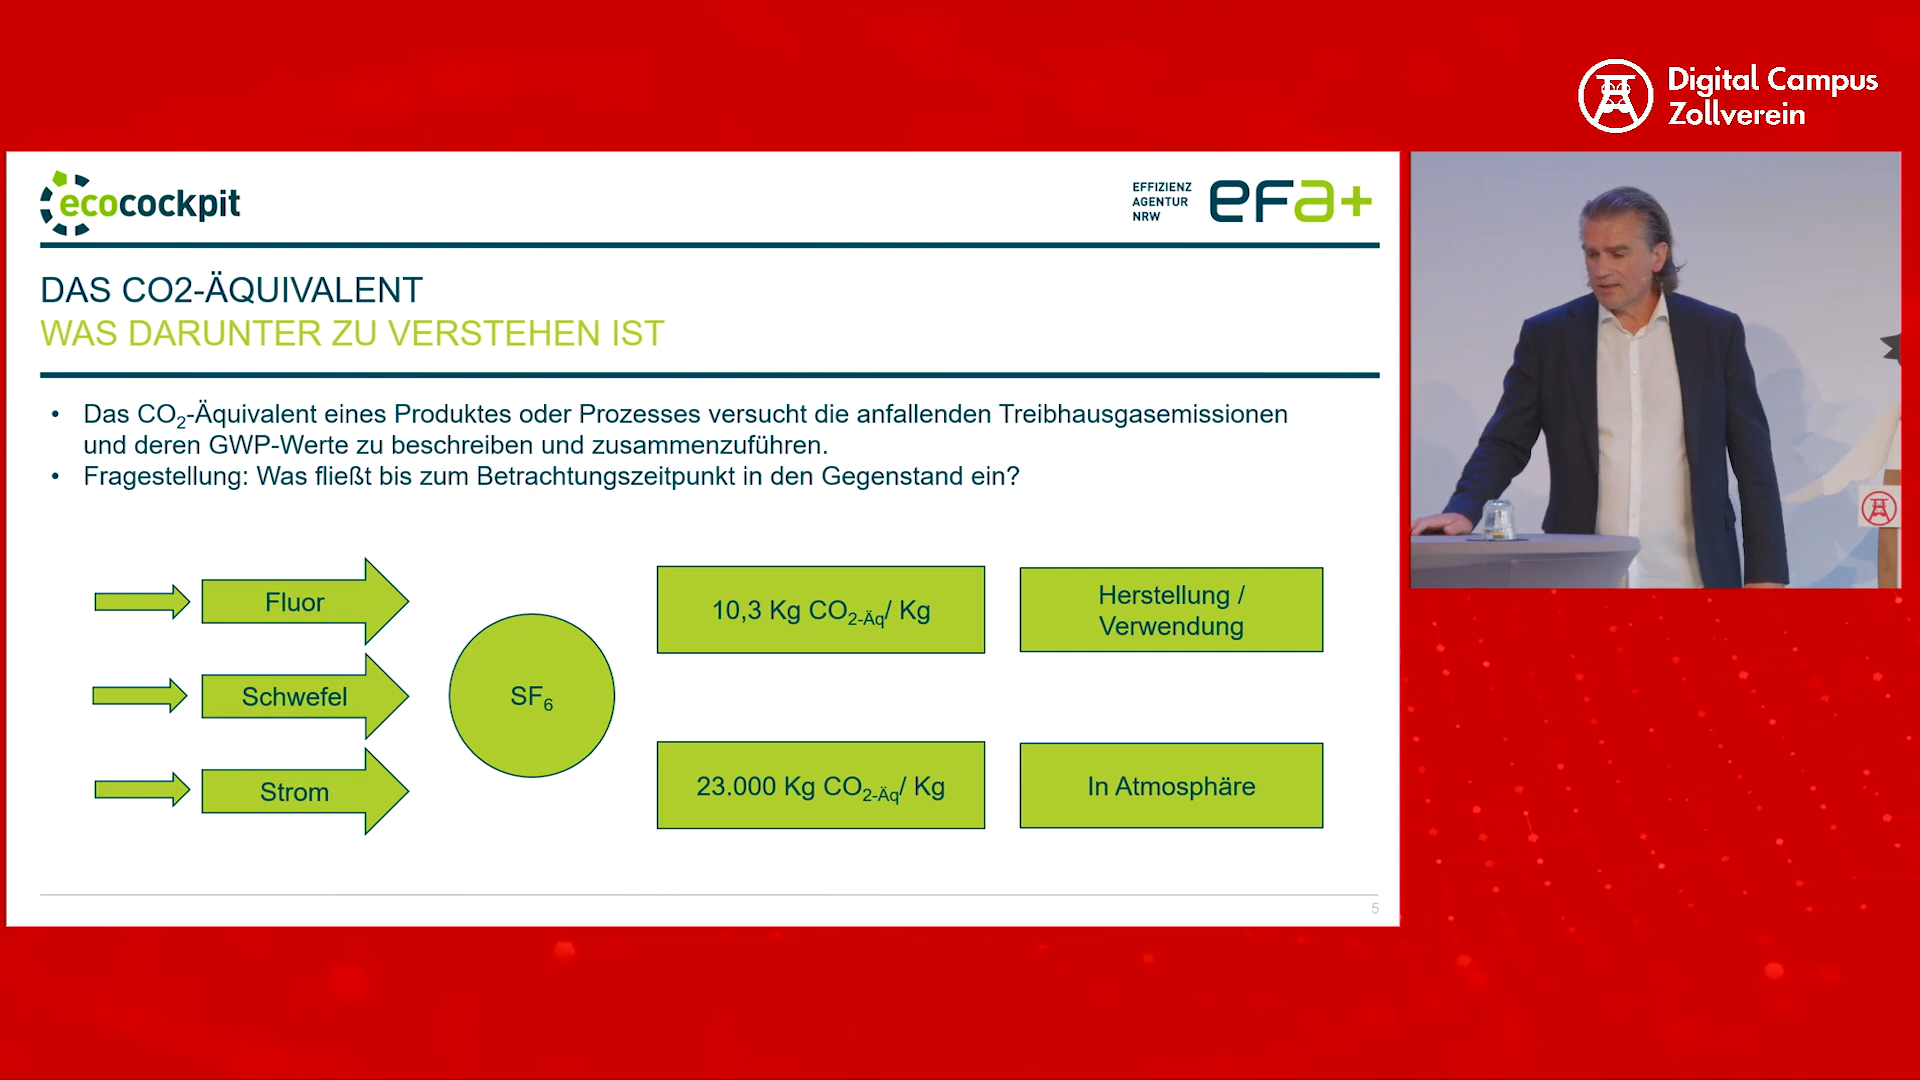 Digital Campus
Zollverein
ecocockpit
EFFIZIENZ
AGENTUR
NRW
efa+
DAS CO2-ÄQUIVALENT
WAS DARUNTER ZU VERSTEHEN IST
• Das CO₂-Äquivalent eines Produktes oder Prozesses versucht die anfallenden Treibhausgasemissionen
und deren GWP-Werte zu beschreiben und zusammenzuführen.
• Fragestellung: Was fließt bis zum Betrachtungszeitpunkt in den Gegenstand ein?
Fluor
Schwefel
Strom
SF₆
10,3 Kg CO2-Äq/ Kg
Herstellung /
Verwendung
23.000 Kg CO2-Äq/ Kg
In Atmosphäre
5